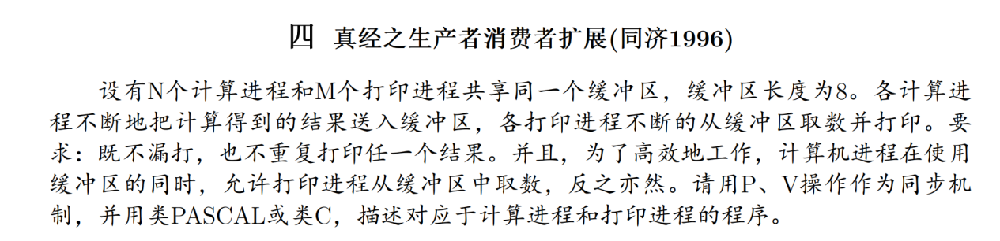 四 真经之生产者消费者扩展(同济1996)
设有N个计算进程和M个打印进程共享同一个缓冲区，缓冲区长度为8。各计算进
程不断地把计算得到的结果送入缓冲区，各打印进程不断的从缓冲区取数并打印。要
求：既不漏打，也不重复打印任一个结果。并且，为了高效地工作，计算机进程在使用
缓冲区的同时，允许打印进程从缓冲区中取数，反之亦然。请用P、V操作作为同步机
制，并用类PASCAL或类C，描述对应于计算进程和打印进程的程序。